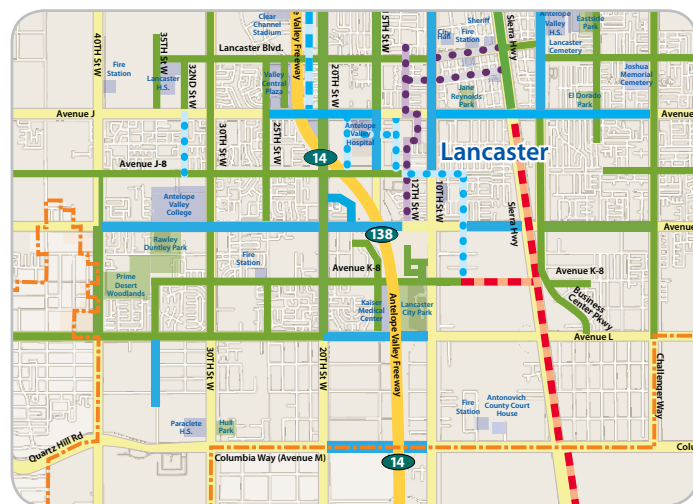 Clear
Channel
Stadium
e Valley Freeway
15TH St W
Sheriff
City
Hall
Fire
Station
Sierra Hwy
Antelope
Valley
H.S.
Eastside
Park
Lancaster
Cemetery
40TH St W
35TH St W
Lancaster Blvd.
Fire
Station
Lancaster
H.S.
32ND St W
Valley
Central
Plaza
20TH St W
Jane
Reynolds
Park
Joshua
Memorial
Cemetery
El Dorado
Park
Avenue J
Avenue
30TH St W
25TH St W
Antelope
Valley
Hospital
14
Lancaster
Avenue J-8
12TH St W
10TH St W
Sierra Hwy
Antelope
Valley
College
138
Avenue
Rawley
Duntley Park
Fire
Station
Avenue K-8
Avenue K-8
Prime
Desert
Woodlands
Kaiser
Medical
Center
Antelope Valley Freeway
Lancaster
City Park
Business
Center Pkwy
Avenue L
30TH St W
20TH St W
Challenger Way
Fire
Station
Antonovich
County Court
House
Paraclete
H.S.
Hull
Park
Quartz Hill Rd
Columbia Way (Avenue M)
14
Colu